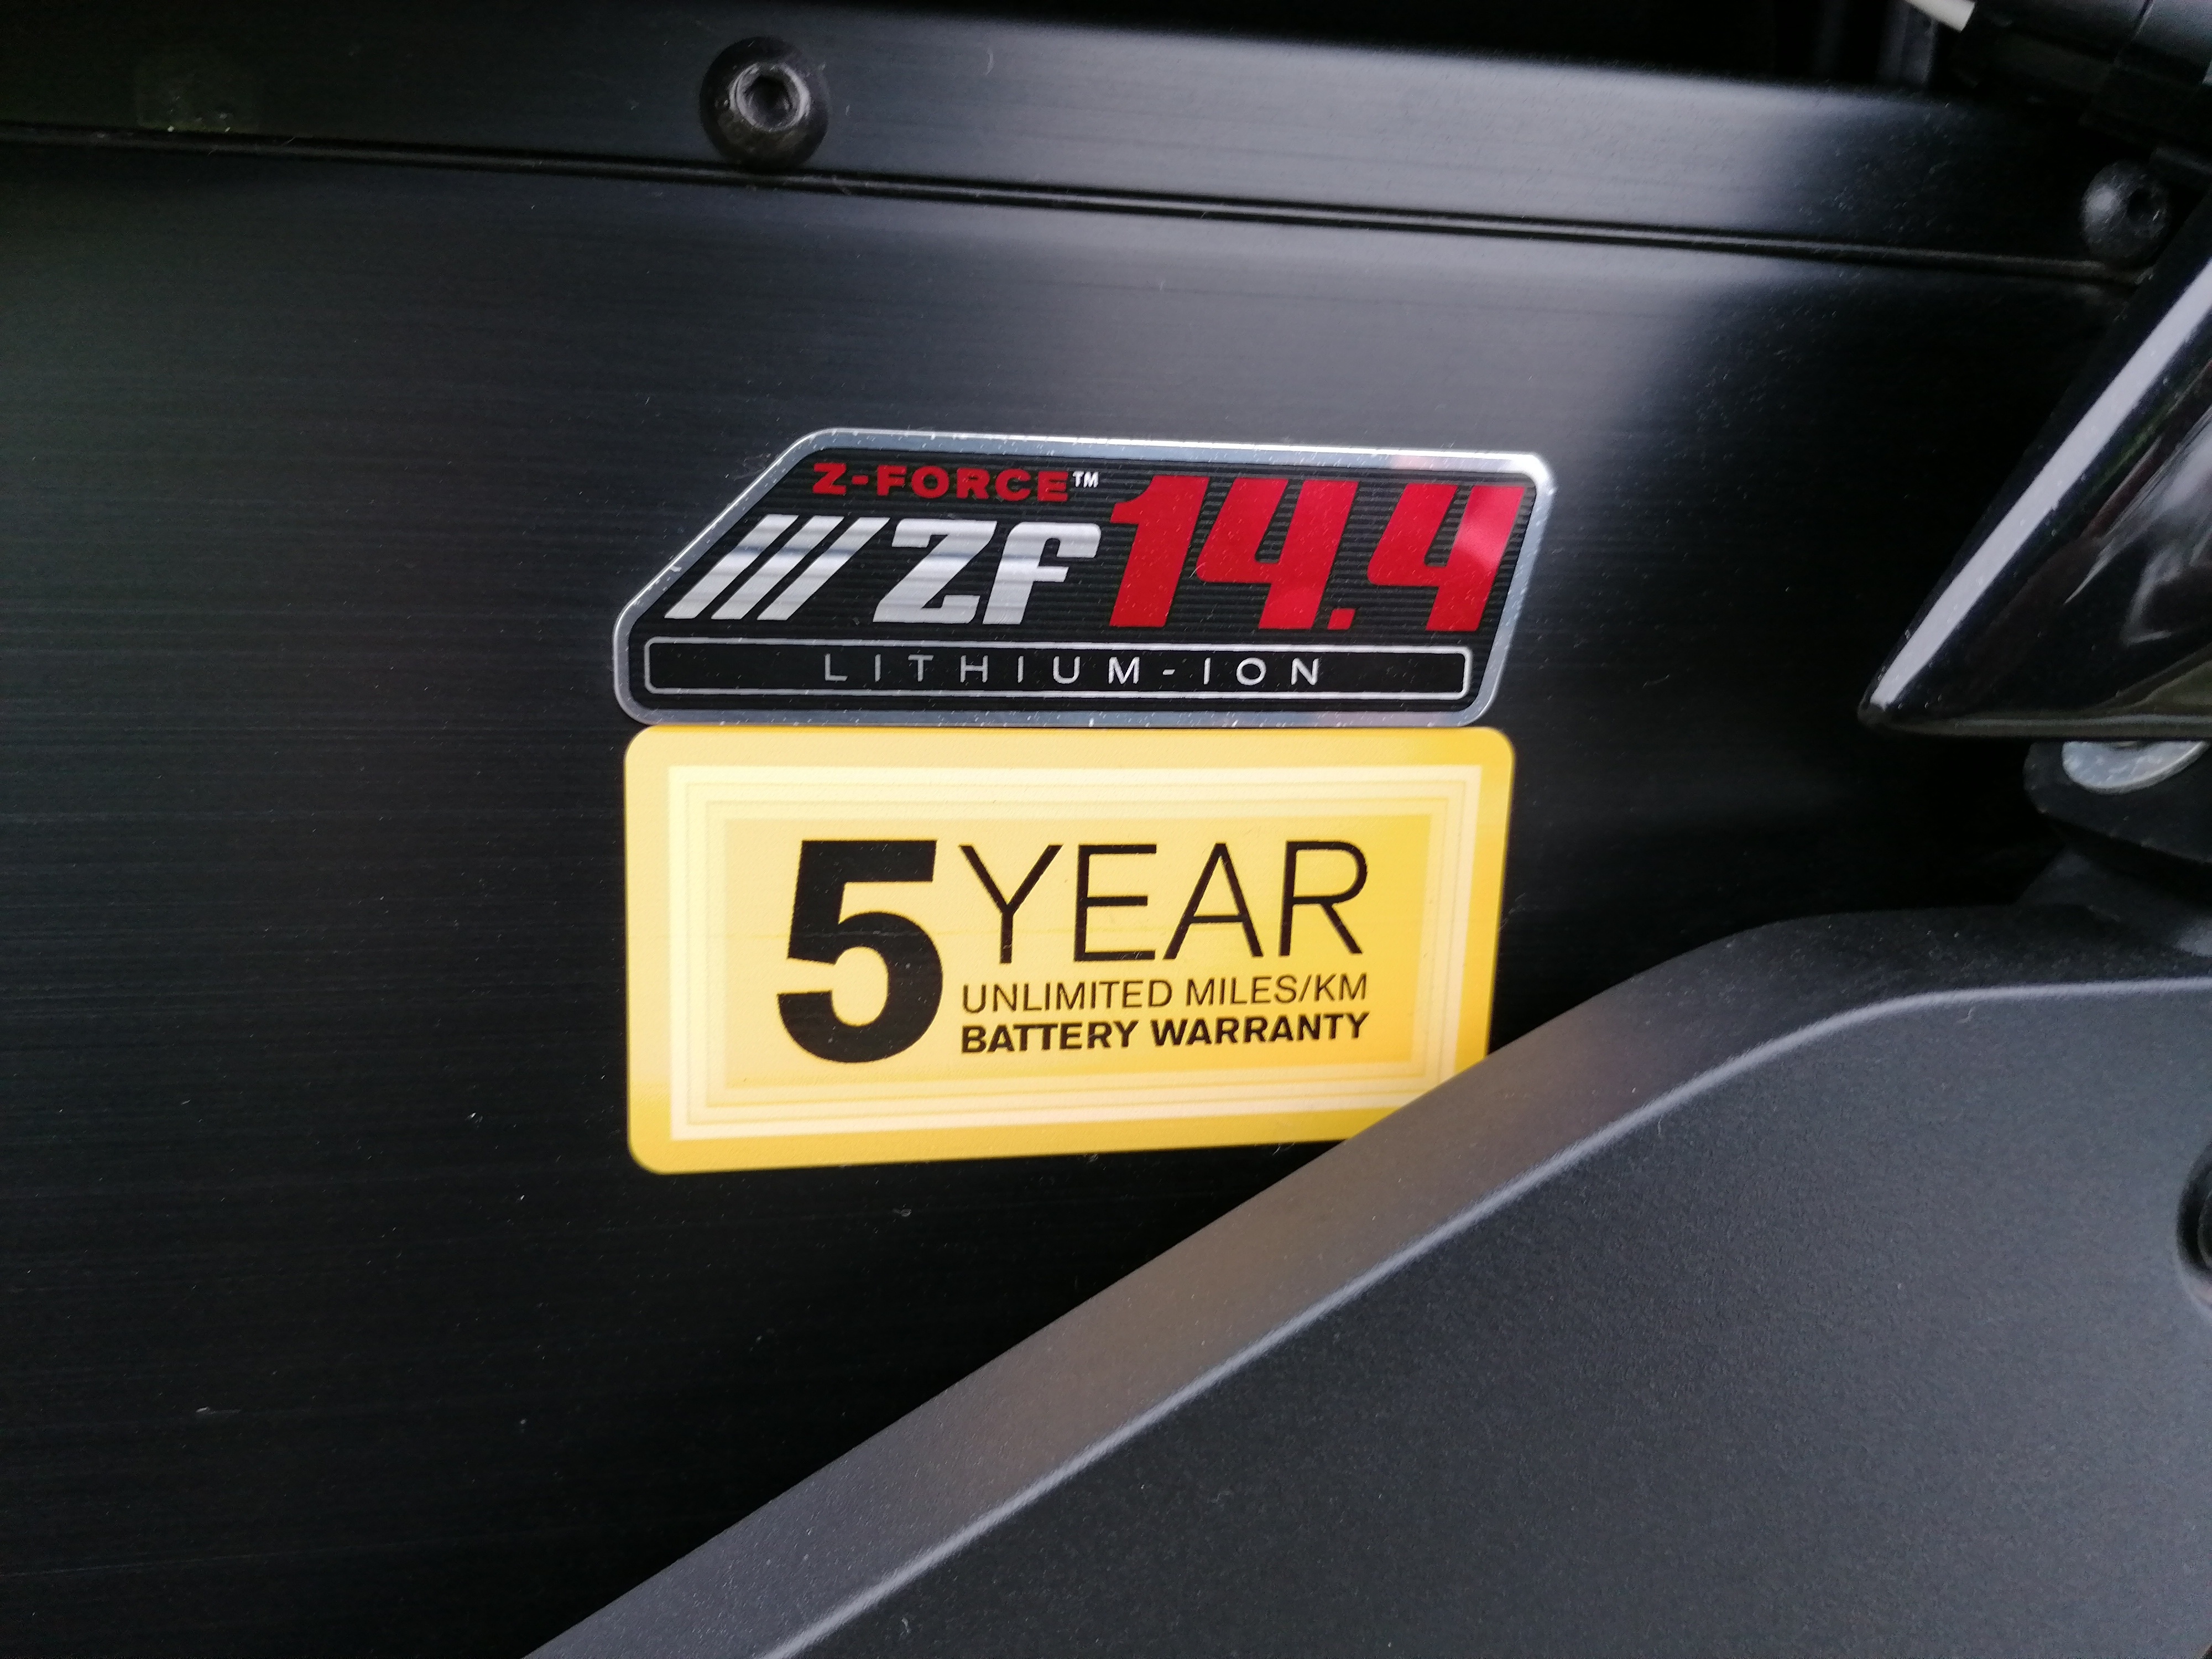 Z-FORCE™
ZF 14.4
LITHIUM-ION
5 YEAR
UNLIMITED MILES/KM
BATTERY WARRANTY